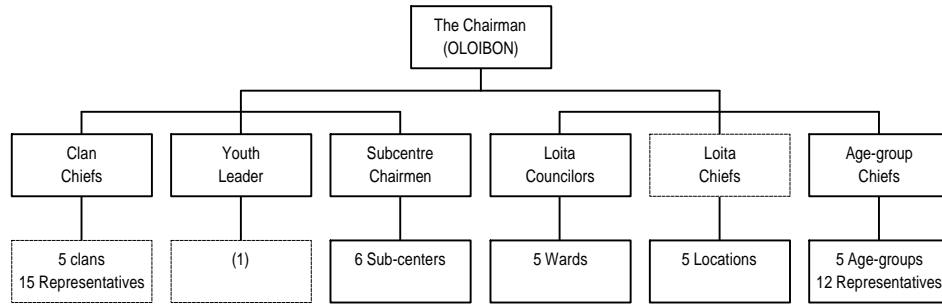 The Chairman
(OLOIBON)
Clan
Chiefs
Youth
Leader
Subcentre
Chairmen
Loita
Councilors
Loita
Chiefs
Age-group
Chiefs
5 clans
15 Representatives
(1)
6 Sub-centers
5 Wards
5 Locations
5 Age-groups
12 Representatives